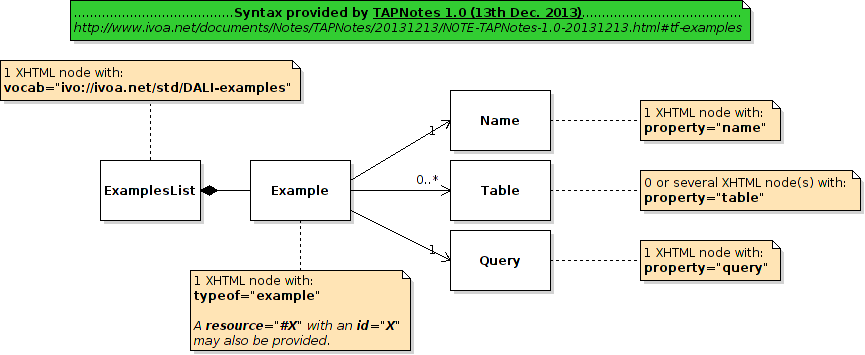 Syntax provided by TAPNotes 1.0 (13th Dec. 2013)
http://www.ivoa.net/documents/Notes/TAPNotes/20131213/NOTE-TAPNotes-1.0-20131213.html#tf-examples
1 XHTML node with:
vocab="ivo://ivoa.net/std/DALI-examples"
ExamplesList
Example
1
Name
1 XHTML node with:
property="name"
0..*
Table
0 or several XHTML node(s) with:
property="table"
1
Query
1 XHTML node with:
property="query"
1 XHTML node with:
typeof="example"
A resource="#X" with an id="X"
may also be provided.